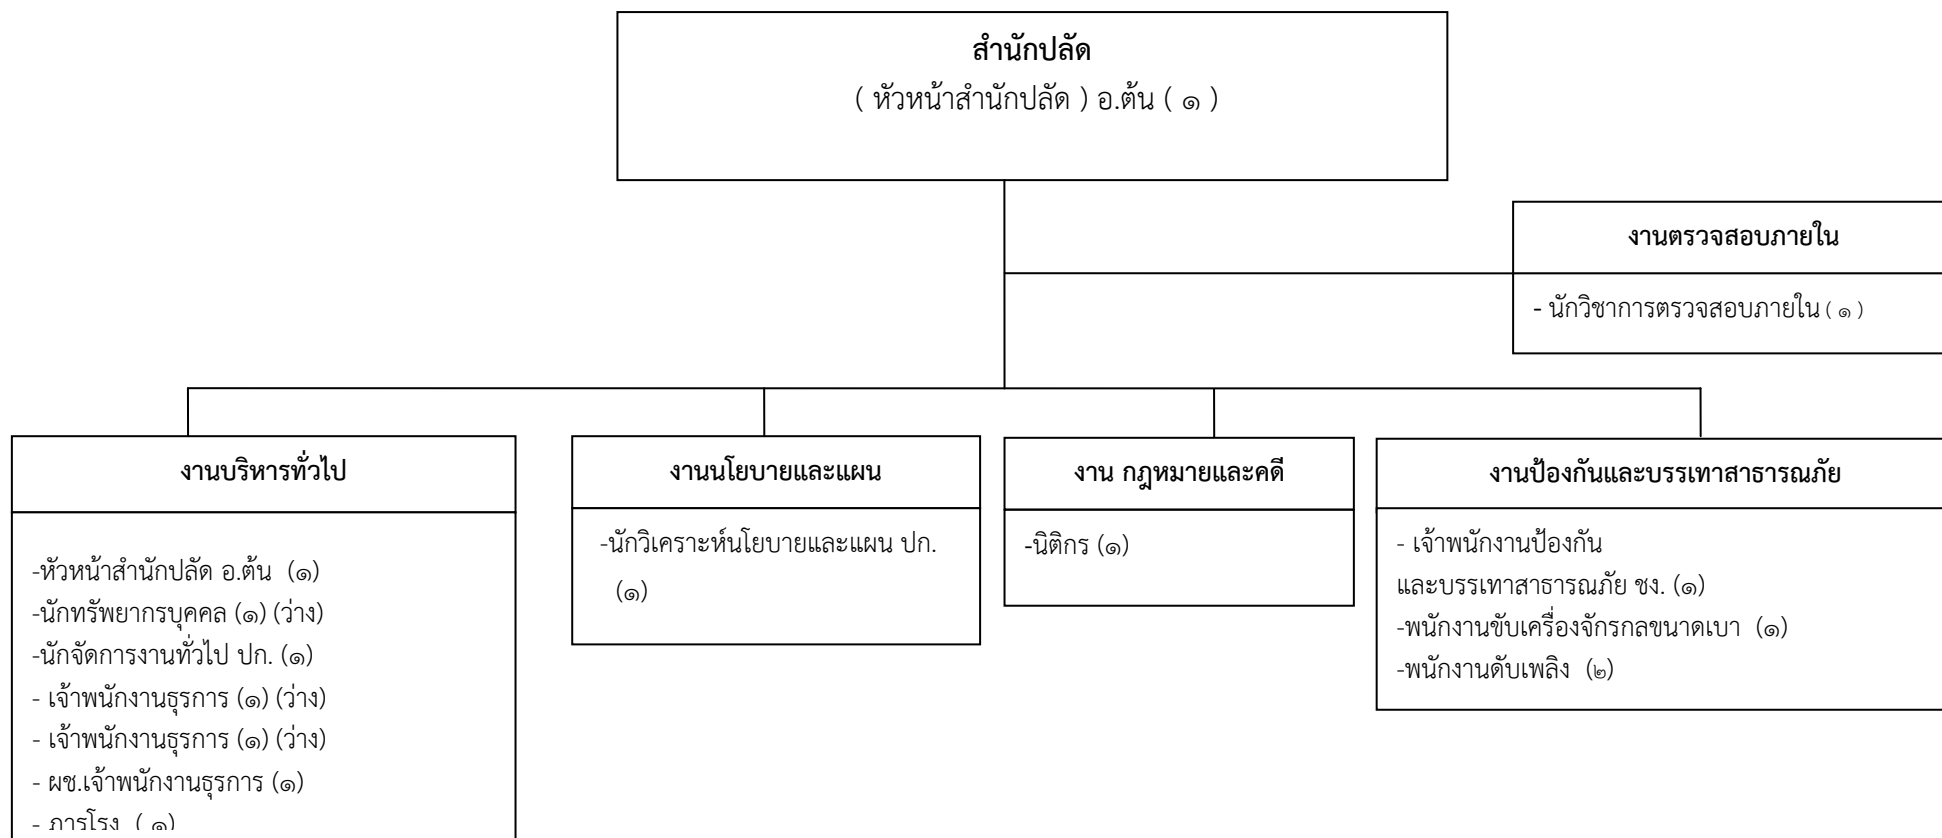 สำนักปลัด
( หัวหน้าสำนักปลัด ) อ.ต้น ( ๑ )
งานตรวจสอบภายใน
- นักวิชาการตรวจสอบภายใน ( ๑ )
งานบริหารทั่วไป
-หัวหน้าสำนักปลัด อ.ต้น (๑)
-นักทรัพยากรบุคคล (๑) (ว่าง)
-นักจัดการงานทั่วไป ปก. (๑)
- เจ้าพนักงานธุรการ (๑) (ว่าง)
- เจ้าพนักงานธุรการ (๑) (ว่าง)
- ผช.เจ้าพนักงานธุรการ (๑)
- ภารโรง ( ๑)
งานนโยบายและแผน
-นักวิเคราะห์นโยบายและแผน ปก.
(๑)
งาน กฎหมายและคดี
-นิติกร (๑)
งานป้องกันและบรรเทาสาธารณภัย
- เจ้าพนักงานป้องกัน
และบรรเทาสาธารณภัย ชง. (๑)
-พนักงานขับเครื่องจักรกลขนาดเบา (๑)
-พนักงานดับเพลิง (๒)